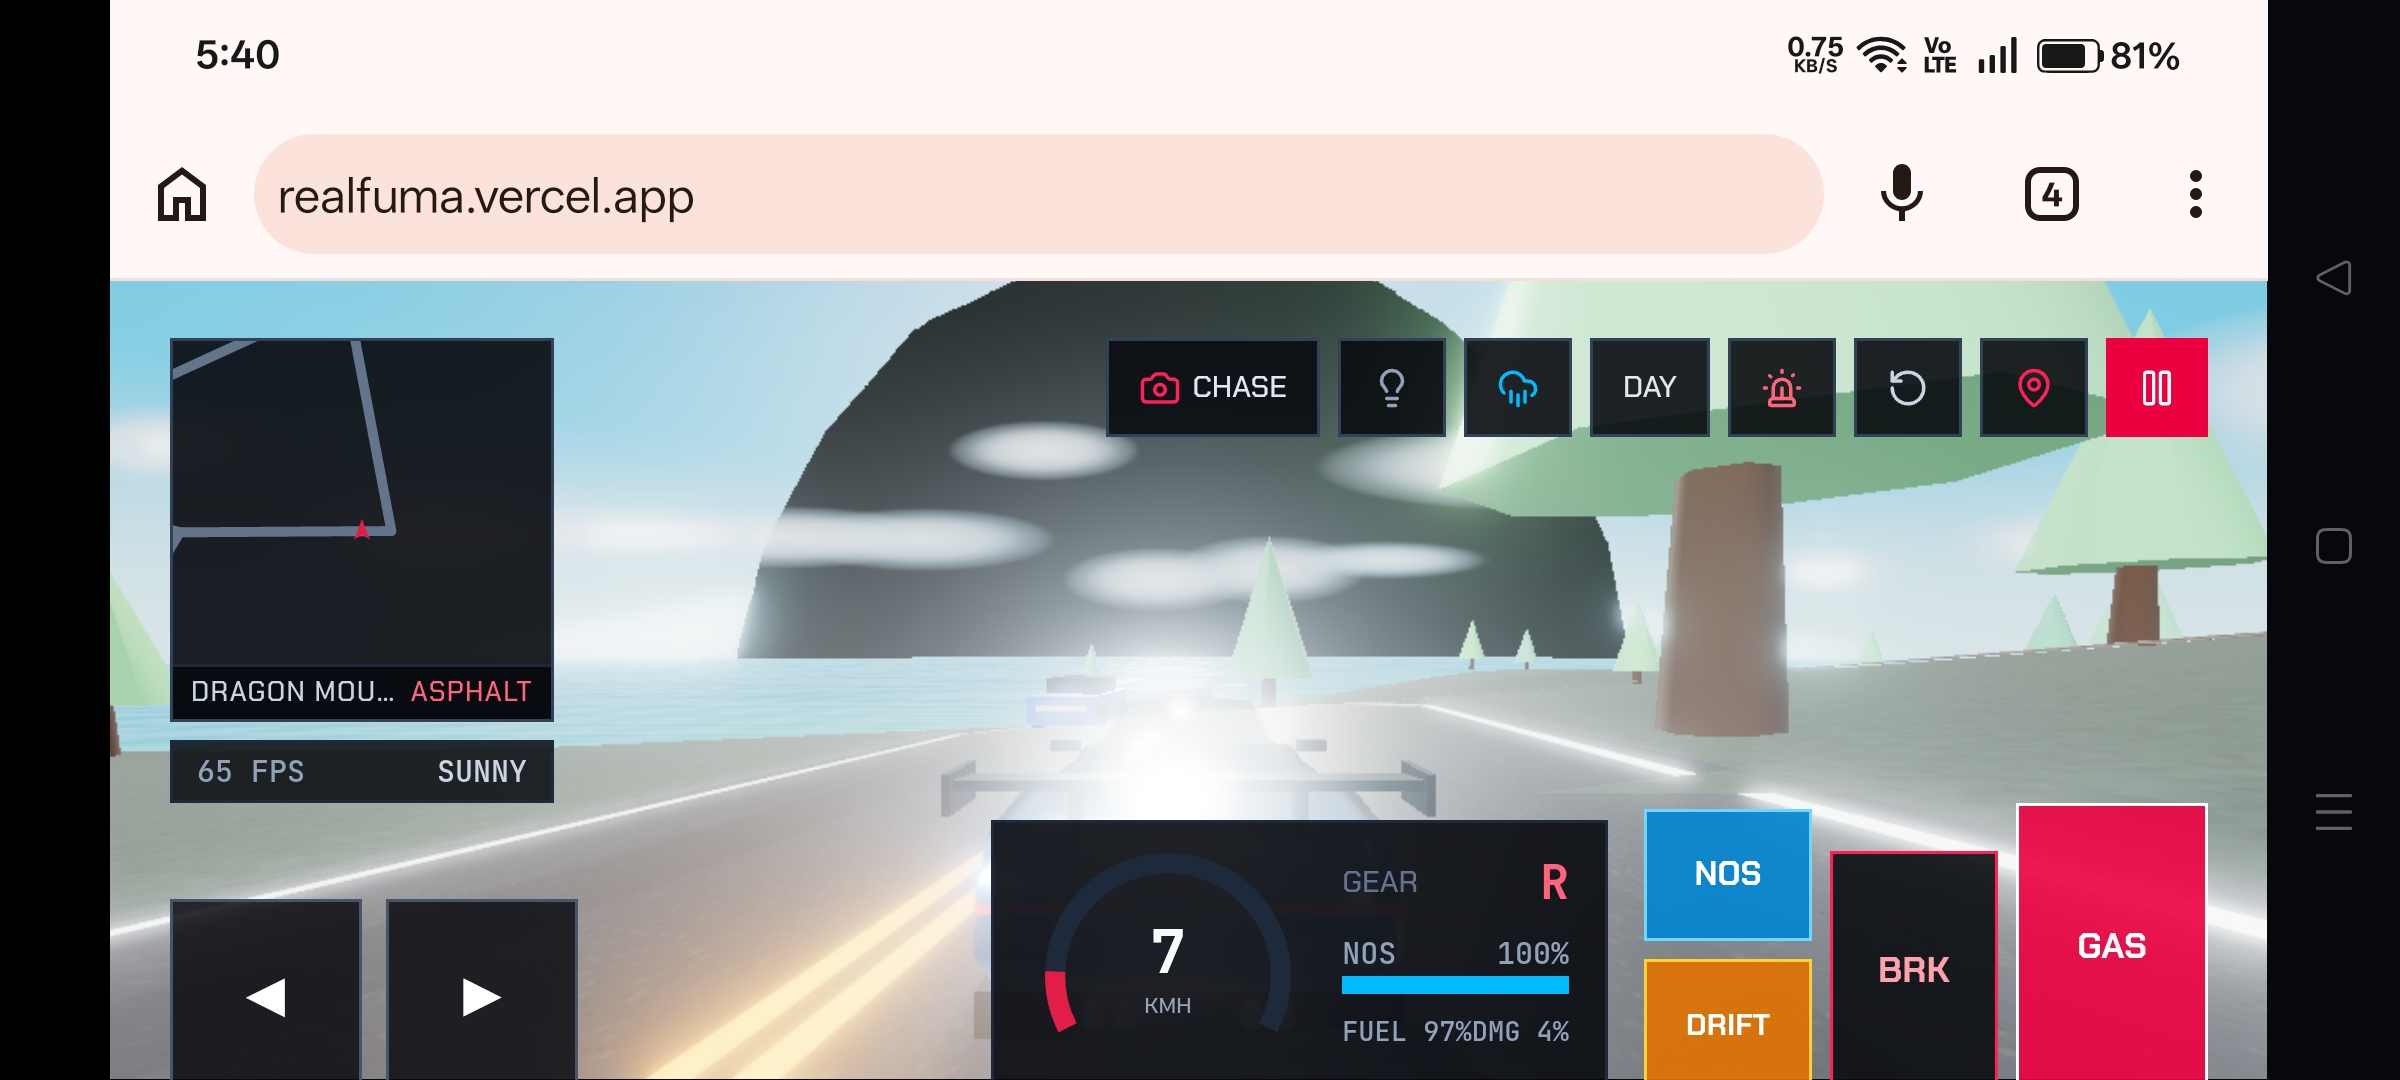 5:40
0.75 KB/S Vo LTE 81%
realfuma.vercel.app
4
CHASE
DAY
DRAGON MOU... ASPHALT
65 FPS SUNNY
7
KMH
GEAR R
NOS 100%
FUEL 97%DMG 4%
NOS
DRIFT
BRK
GAS